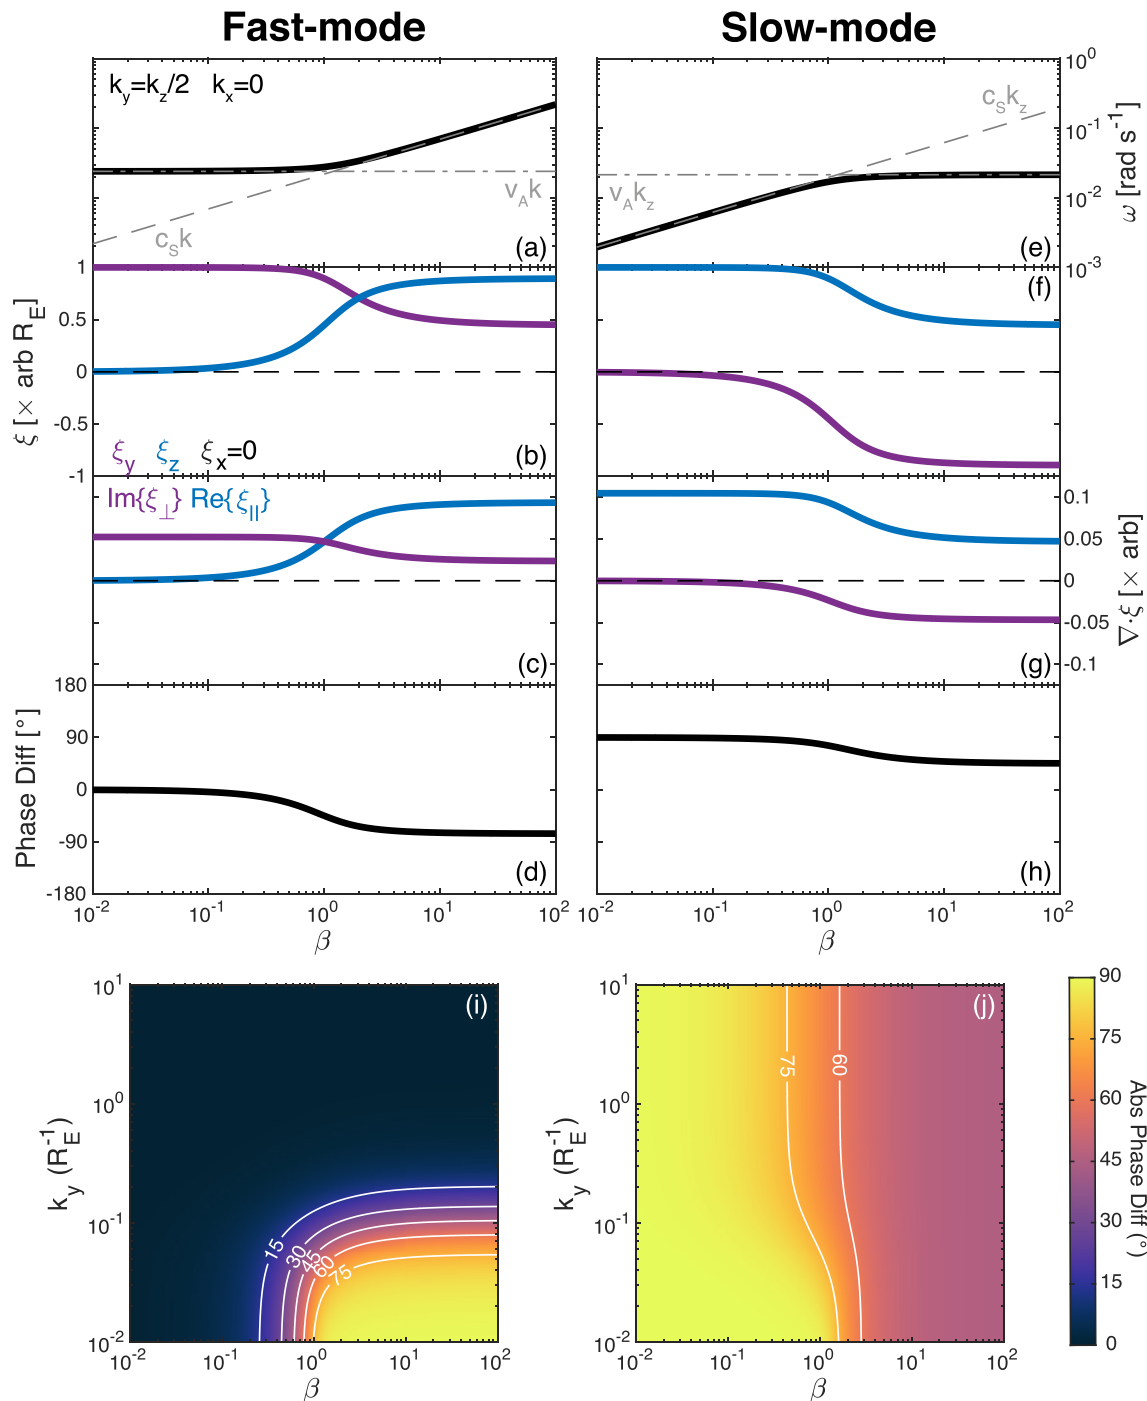 Fast-mode
Slow-mode
k_y=k_z/2 k_x=0
c_S k
v_A k
(a)
v_A k_z
c_S k_z
(e)
10^0
10^-1
10^-2
10^-3
ω [rad s^-1]
1
0.5
0
-0.5
-1
ξ [× arb R_E]
ξ_y ξ_z ξ_x=0
(b)
(f)
Im{ξ_⊥} Re{ξ_||}
(c)
(g)
0.1
0.05
0
-0.05
-0.1
∇·ξ [× arb]
180
90
0
-90
-180
Phase Diff [°]
(d)
(h)
10^-2 10^-1 10^0 10^1 10^2
β
10^-2 10^-1 10^0 10^1 10^2
β
10^1
10^0
10^-1
10^-2
k_y (R_E^-1)
(i)
15
30
45
60
75
10^-2 10^-1 10^0 10^1 10^2
β
10^1
10^0
10^-1
10^-2
k_y (R_E^-1)
(j)
75
60
10^-2 10^-1 10^0 10^1 10^2
β
90
75
60
45
30
15
0
Abs Phase Diff (°)